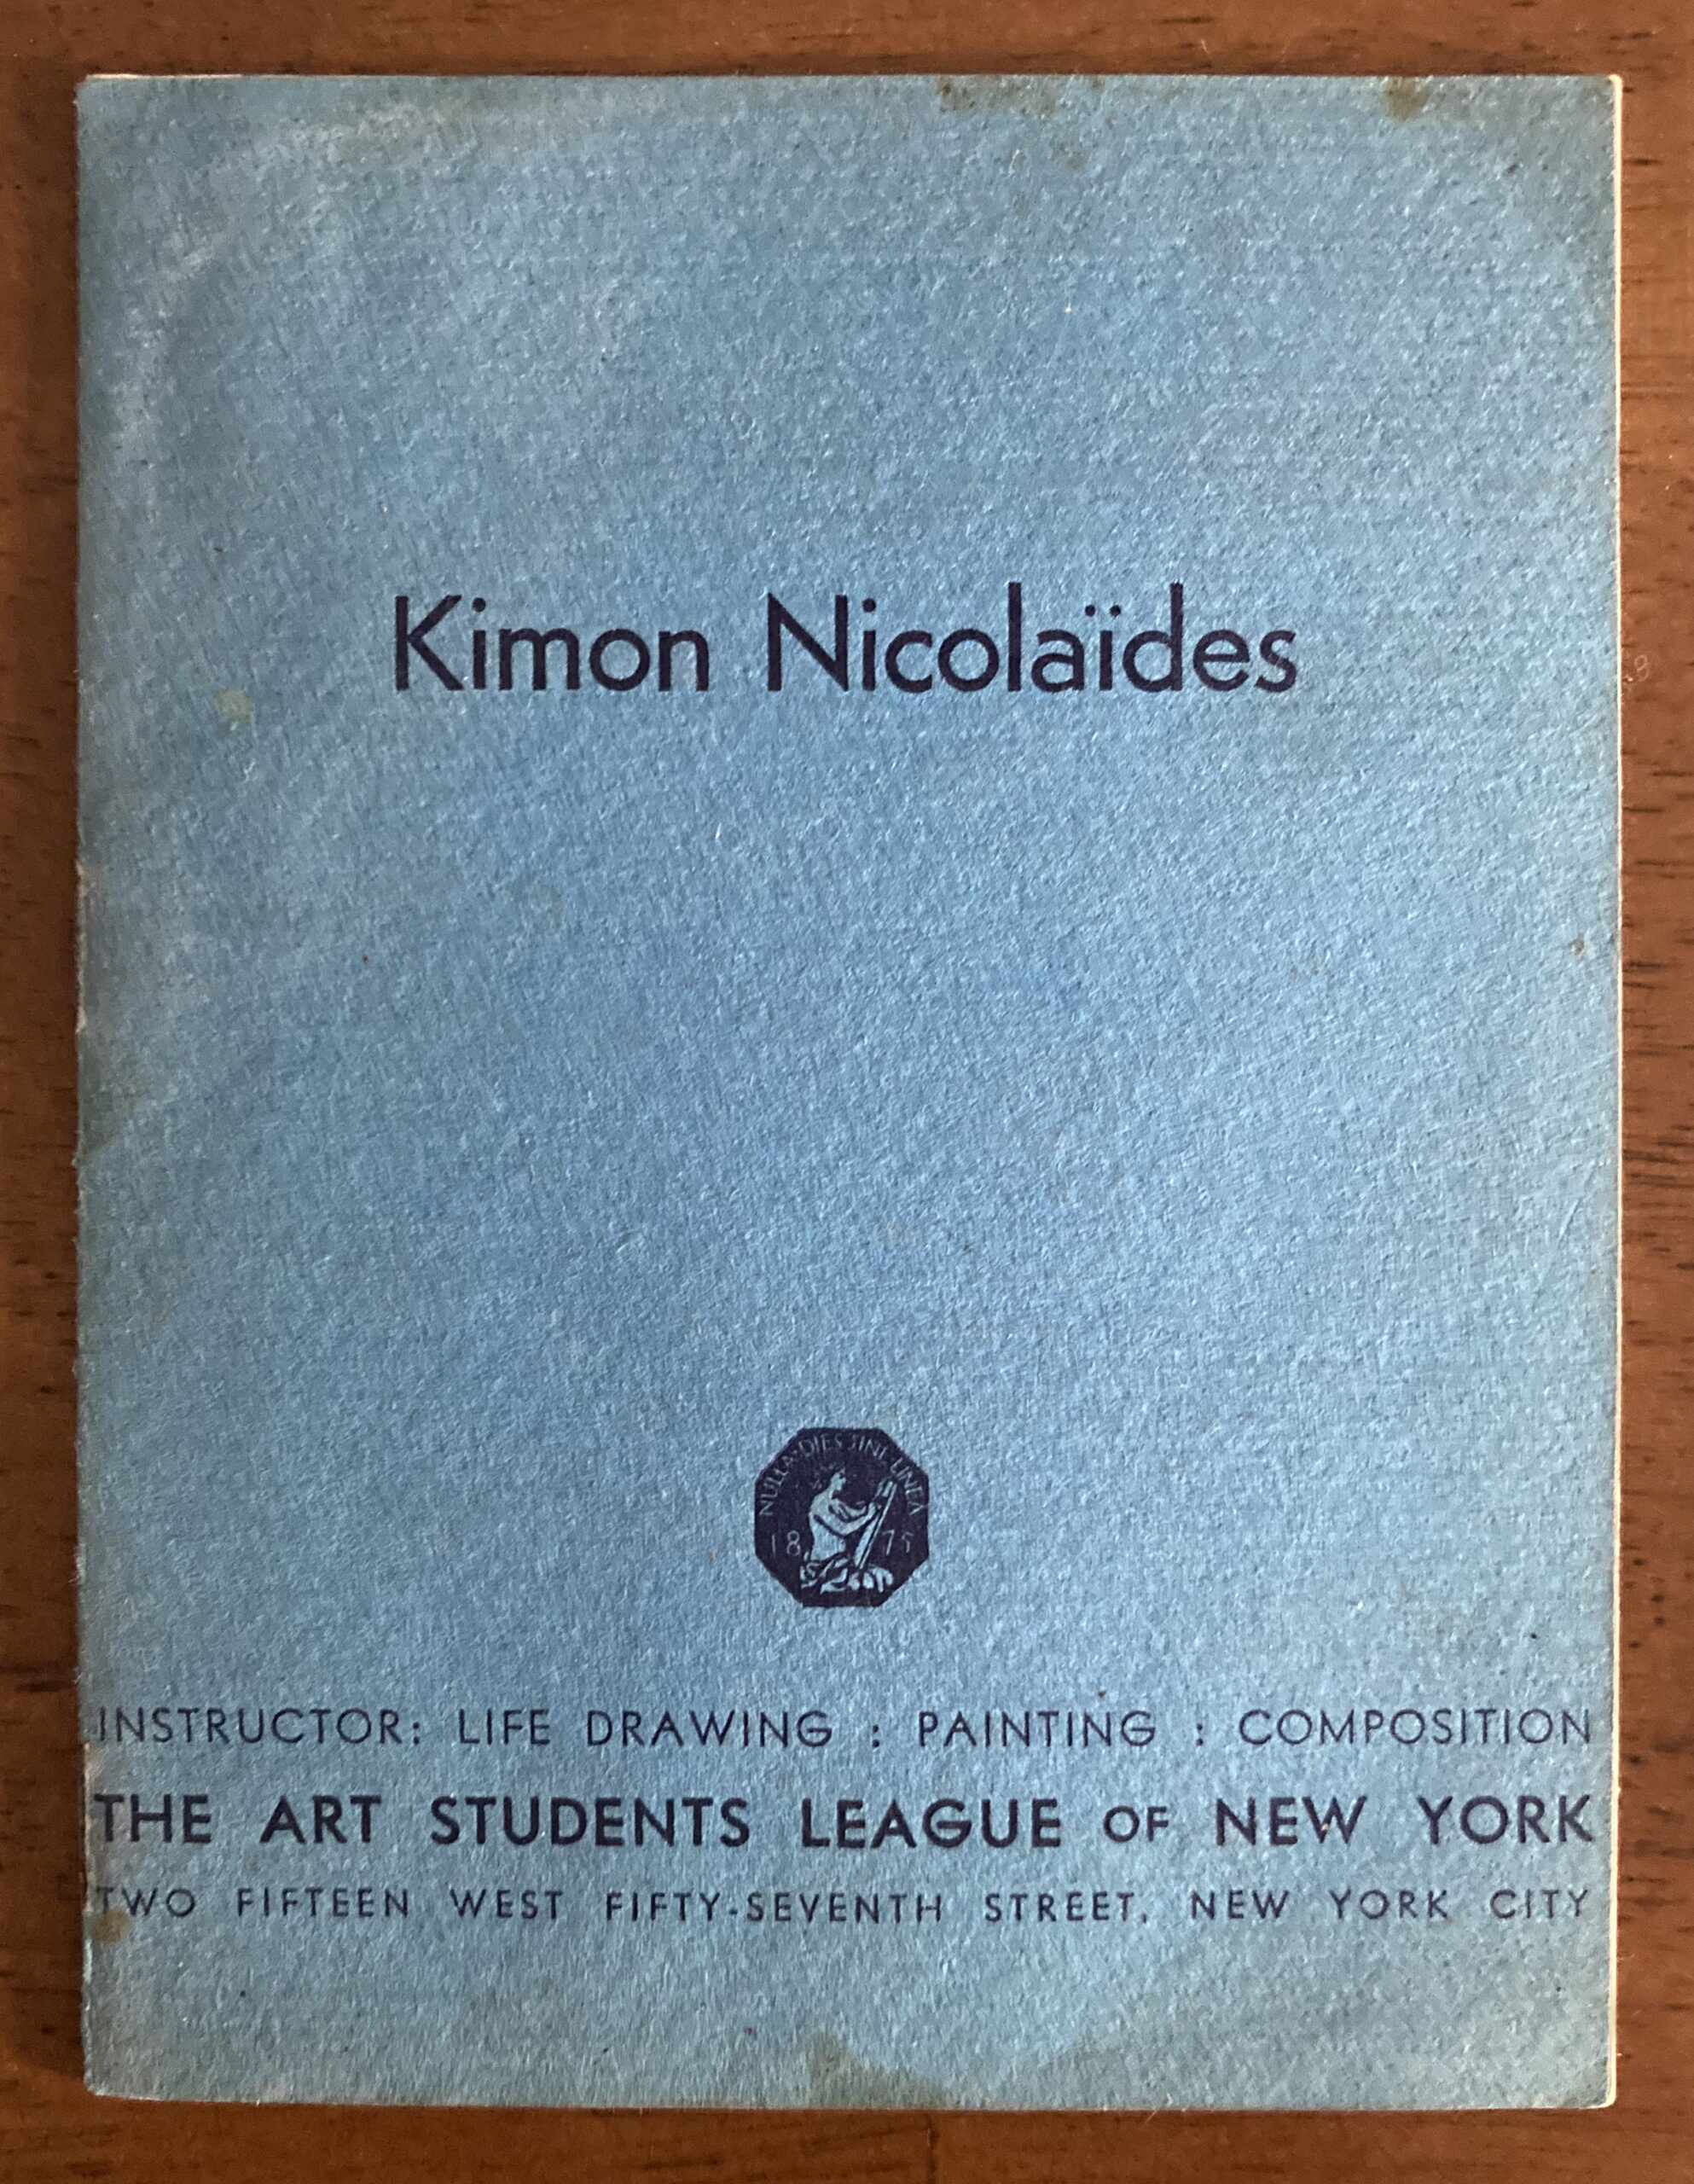 Kimon Nicolaïdes
NULLA DIES SINE LINEA
18 75
INSTRUCTOR: LIFE DRAWING : PAINTING : COMPOSITION
THE ART STUDENTS LEAGUE OF NEW YORK
TWO FIFTEEN WEST FIFTY-SEVENTH STREET, NEW YORK CITY